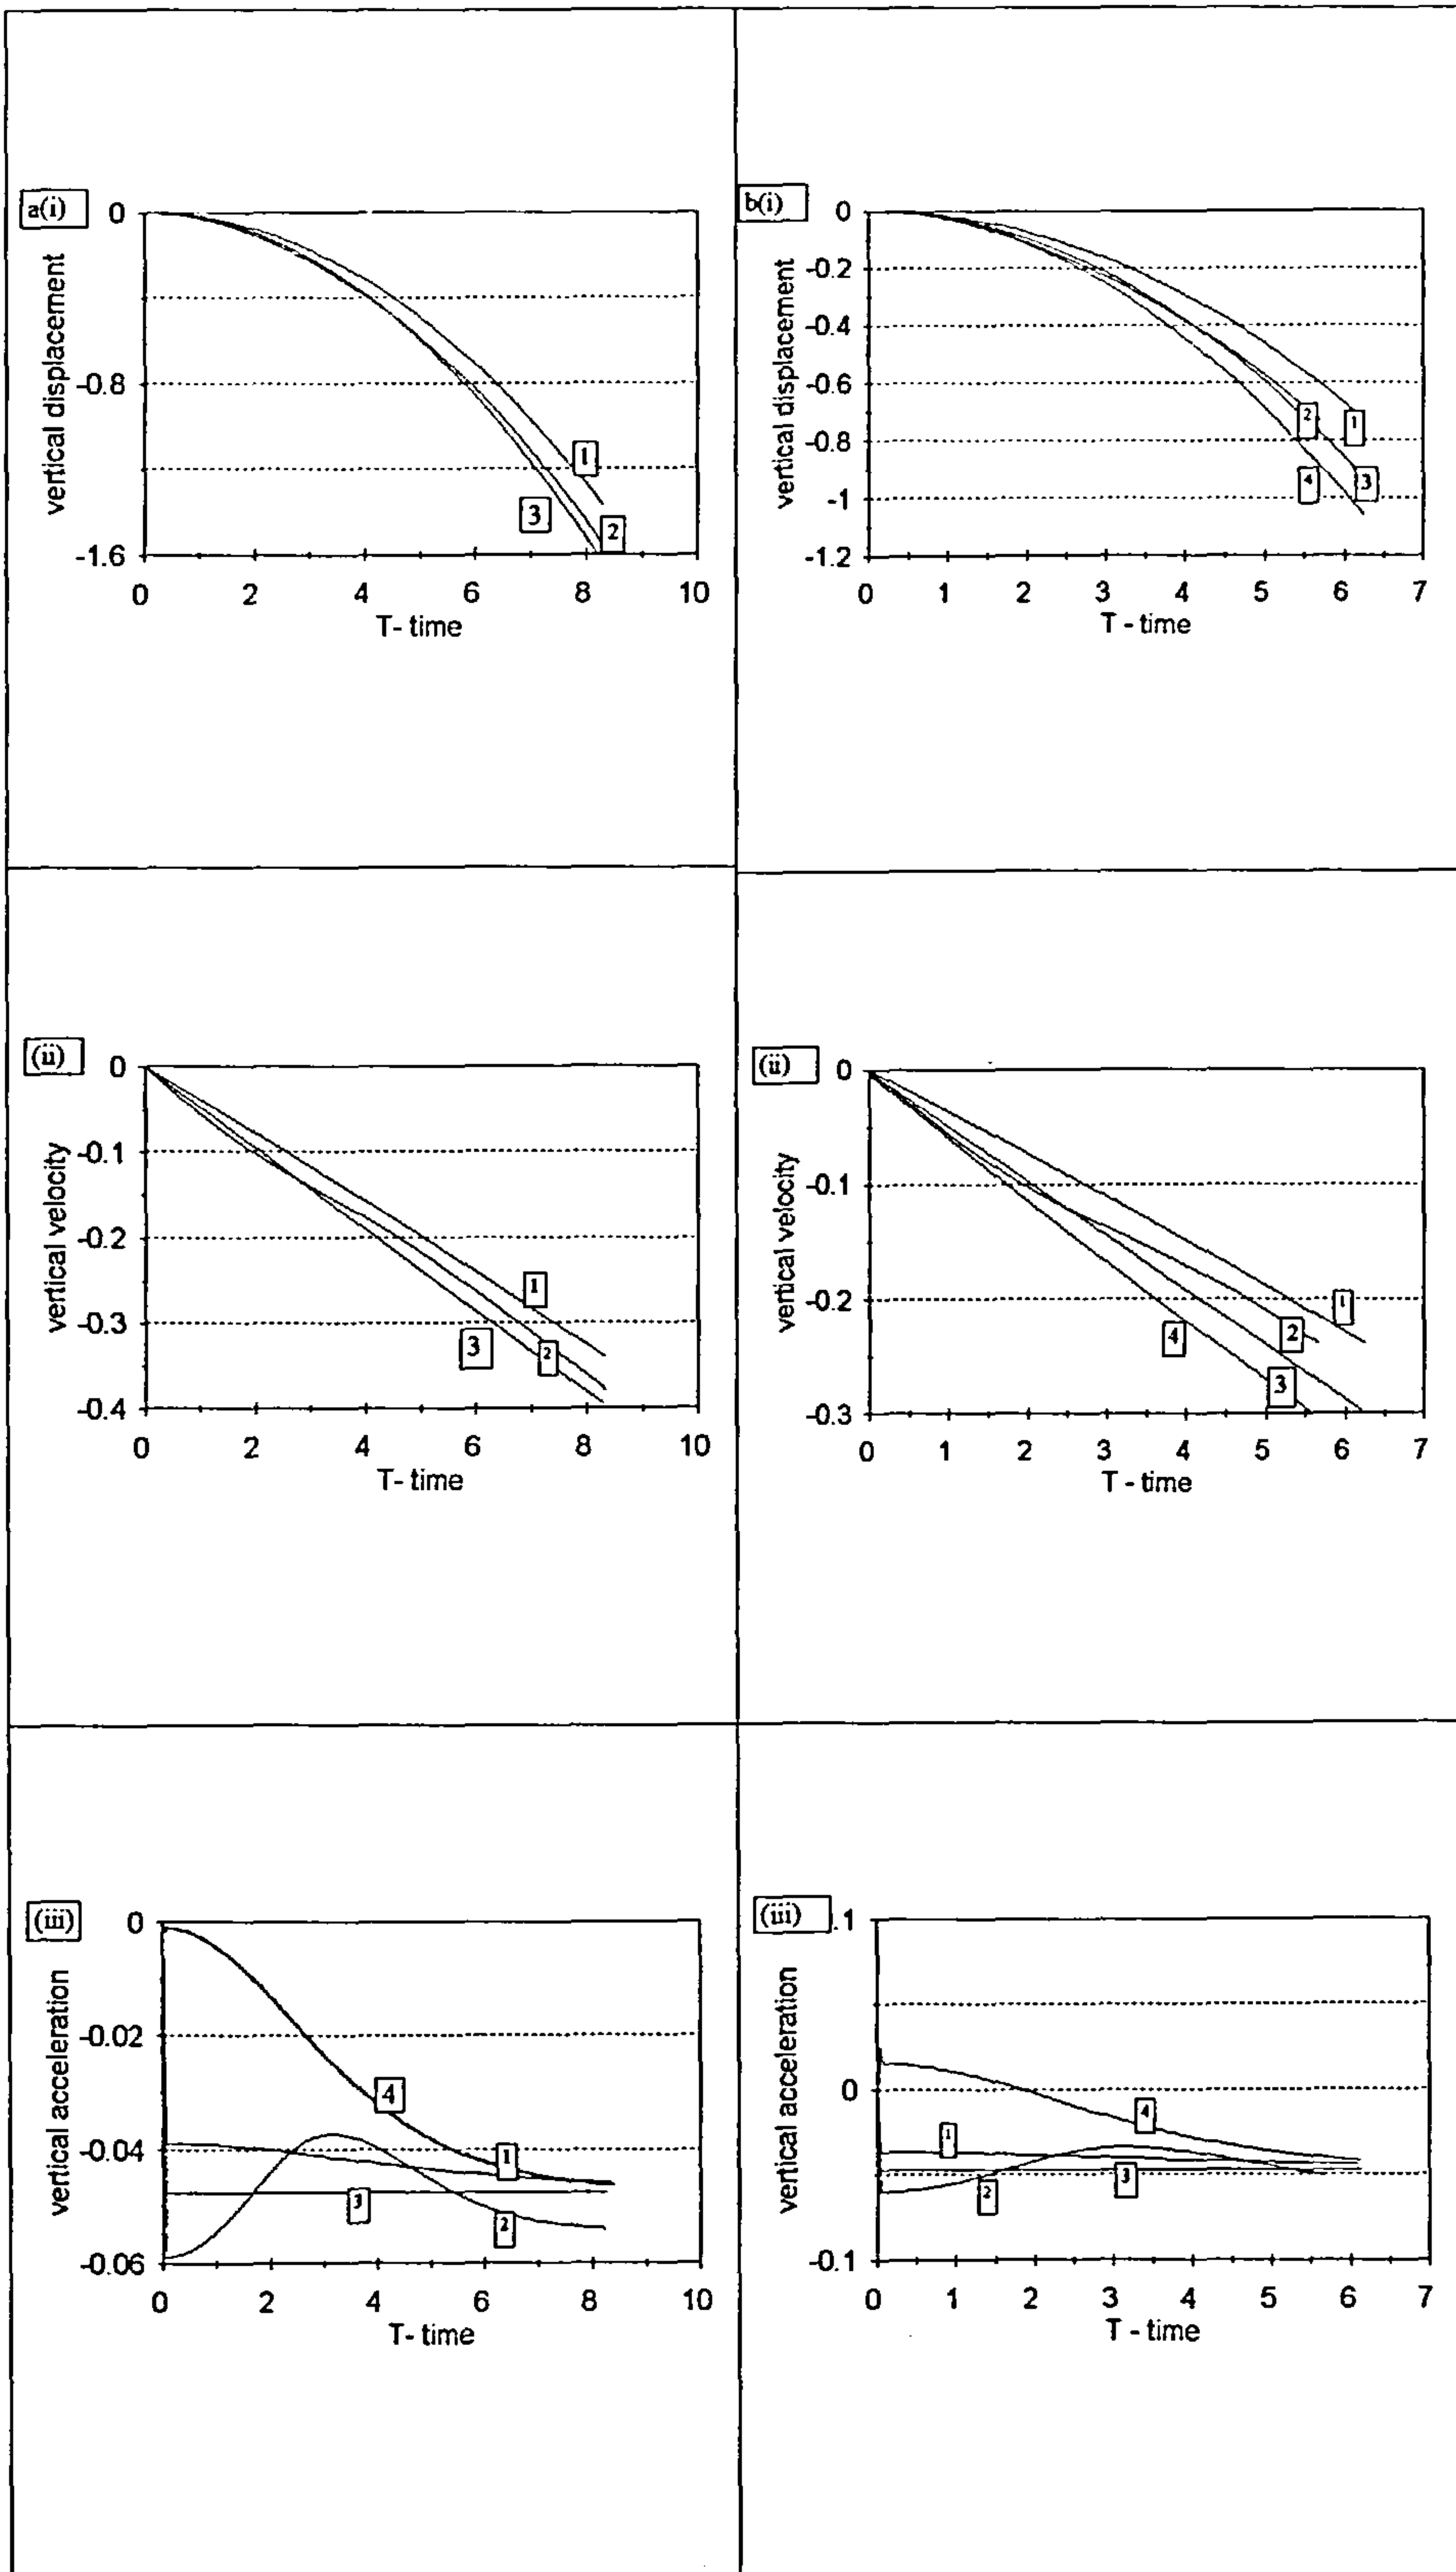 a(i)
0
-0.8
-1.6
vertical displacement
1
3
2
0 2 4 6 8 10
T- time
b(i)
0
-0.2
-0.4
-0.6
-0.8
-1
-1.2
vertical displacement
2
1
4
3
0 1 2 3 4 5 6 7
T - time
(ii)
0
-0.1
-0.2
-0.3
-0.4
vertical velocity
1
3
2
0 2 4 6 8 10
T- time
(ii)
0
-0.1
-0.2
-0.3
vertical velocity
1
2
4
3
0 1 2 3 4 5 6 7
T - time
(iii)
0
-0.02
-0.04
-0.06
vertical acceleration
4
1
3
2
0 2 4 6 8 10
T- time
(iii)
.1
0
-0.1
vertical acceleration
4
1
3
2
0 1 2 3 4 5 6 7
T - time